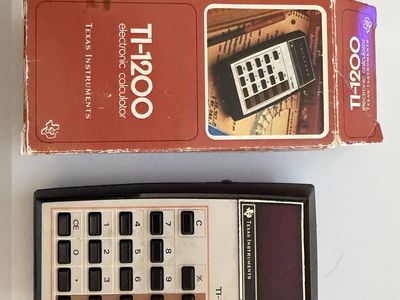 TI-1200
electronic calculator
TEXAS INSTRUMENTS
TI-1200
TEXAS INSTRUMENTS
TI-
C %
7 8 9
4 5 6
1 2 3
CE 0 .